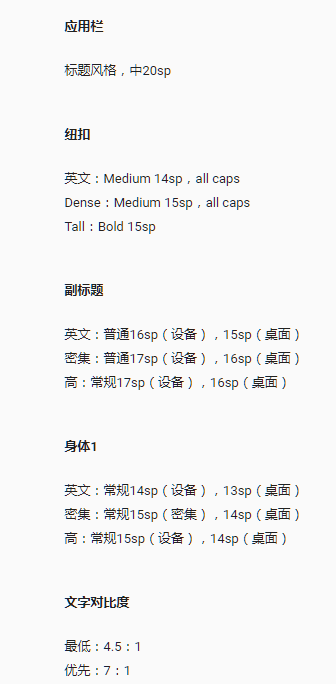 应用栏
标题风格，中20sp
纽扣
英文：Medium 14sp，all caps
Dense：Medium 15sp，all caps
Tall：Bold 15sp
副标题
英文：普通16sp（设备），15sp（桌面）
密集：普通17sp（设备），16sp（桌面）
高：常规17sp（设备），16sp（桌面）
身体1
英文：常规14sp（设备），13sp（桌面）
密集：常规15sp（密集），14sp（桌面）
高：常规15sp（设备），14sp（桌面）
文字对比度
最低：4.5：1
优先：7：1